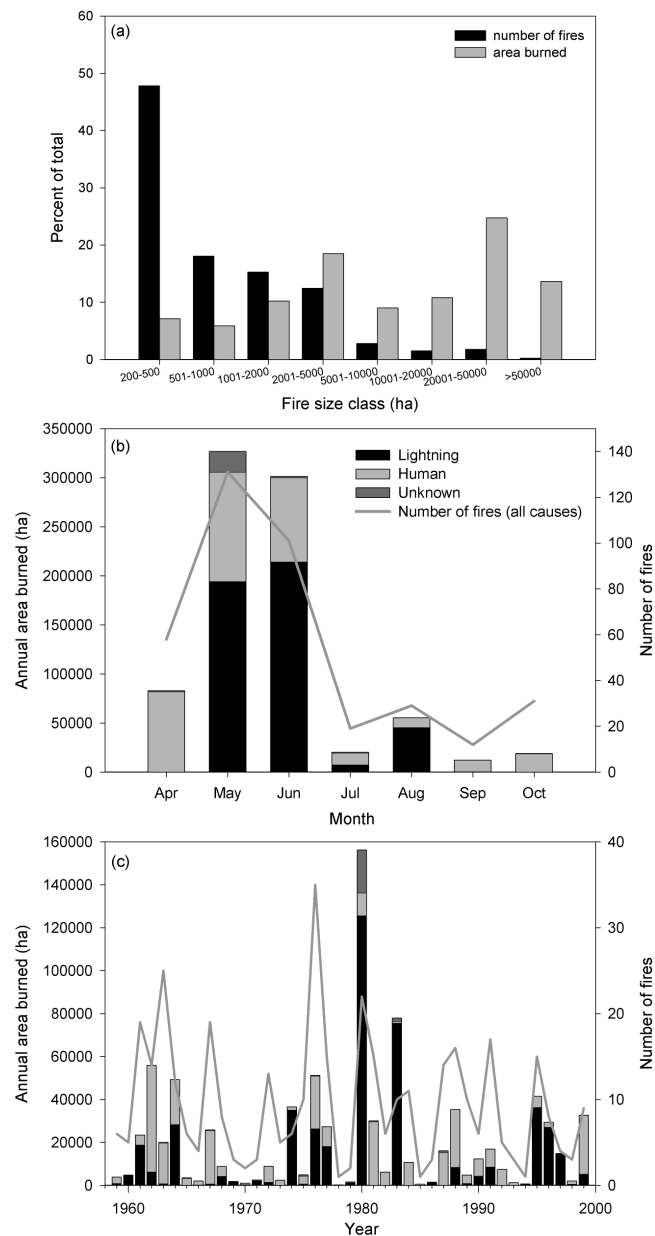 (a)
number of fires
area burned
60
50
40
30
20
10
0
Percent of total
200-500
501-1000
1001-2000
2001-5000
5001-10000
10001-20000
20001-50000
>50000
Fire size class (ha)
(b)
Lightning
Human
Unknown
Number of fires (all causes)
350000
300000
250000
200000
150000
100000
50000
0
Annual area burned (ha)
140
120
100
80
60
40
20
0
Number of fires
Apr May Jun Jul Aug Sep Oct
Month
(c)
160000
140000
120000
100000
80000
60000
40000
20000
0
Annual area burned (ha)
40
30
20
10
0
Number of fires
1960 1970 1980 1990 2000
Year